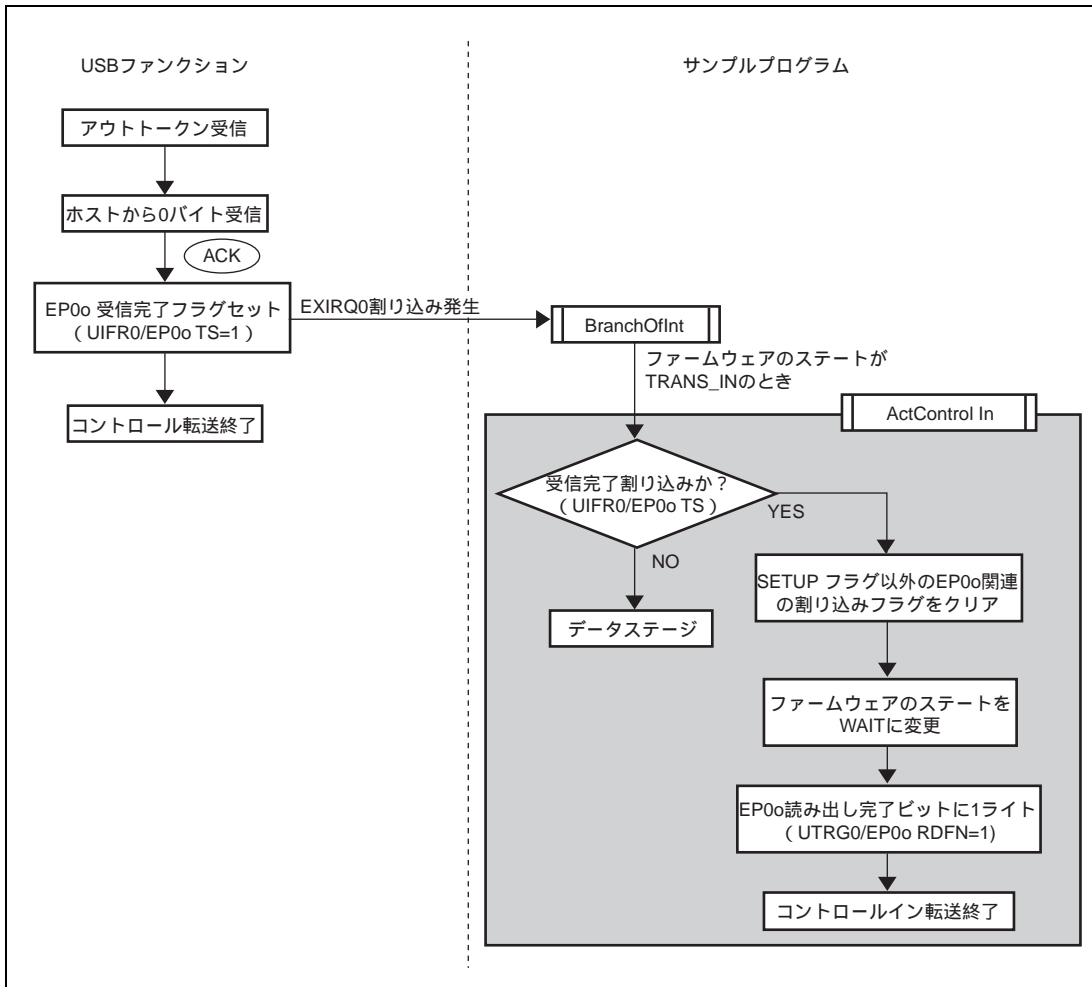 USBファンクション
サンプルプログラム
アウトトークン受信
ホストから0バイト受信
ACK
EP0o 受信完了フラグセット
( UIFR0/EP0o TS=1 )
EXIRQ0割り込み発生
コントロール転送終了
BranchOfInt
ファームウェアのステートが
TRANS_INのとき
ActControl In
受信完了割り込みか?
( UIFR0/EP0o TS )
YES
NO
データステージ
SETUP フラグ以外のEP0o関連
の割り込みフラグをクリア
ファームウェアのステートを
WAITに変更
EP0o読み出し完了ビットに1ライト
( UTRG0/EP0o RDFN=1)
コントロールイン転送終了